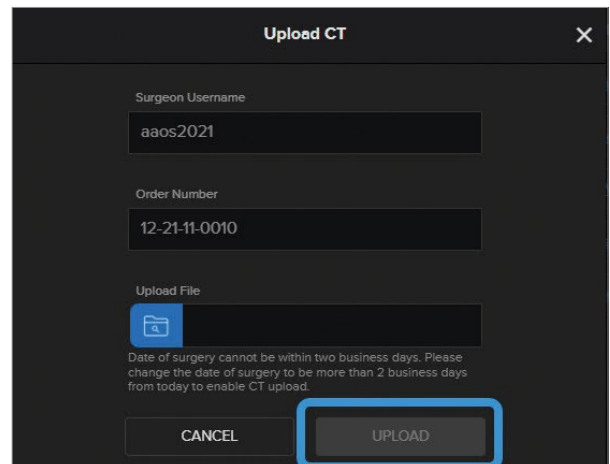 Upload CT
Surgeon Username
aaos2021
Order Number
12-21-11-0010
Upload File
Date of surgery cannot be within two business days. Please
change the date of surgery to be more than 2 business days
from today to enable CT upload.
CANCEL
UPLOAD